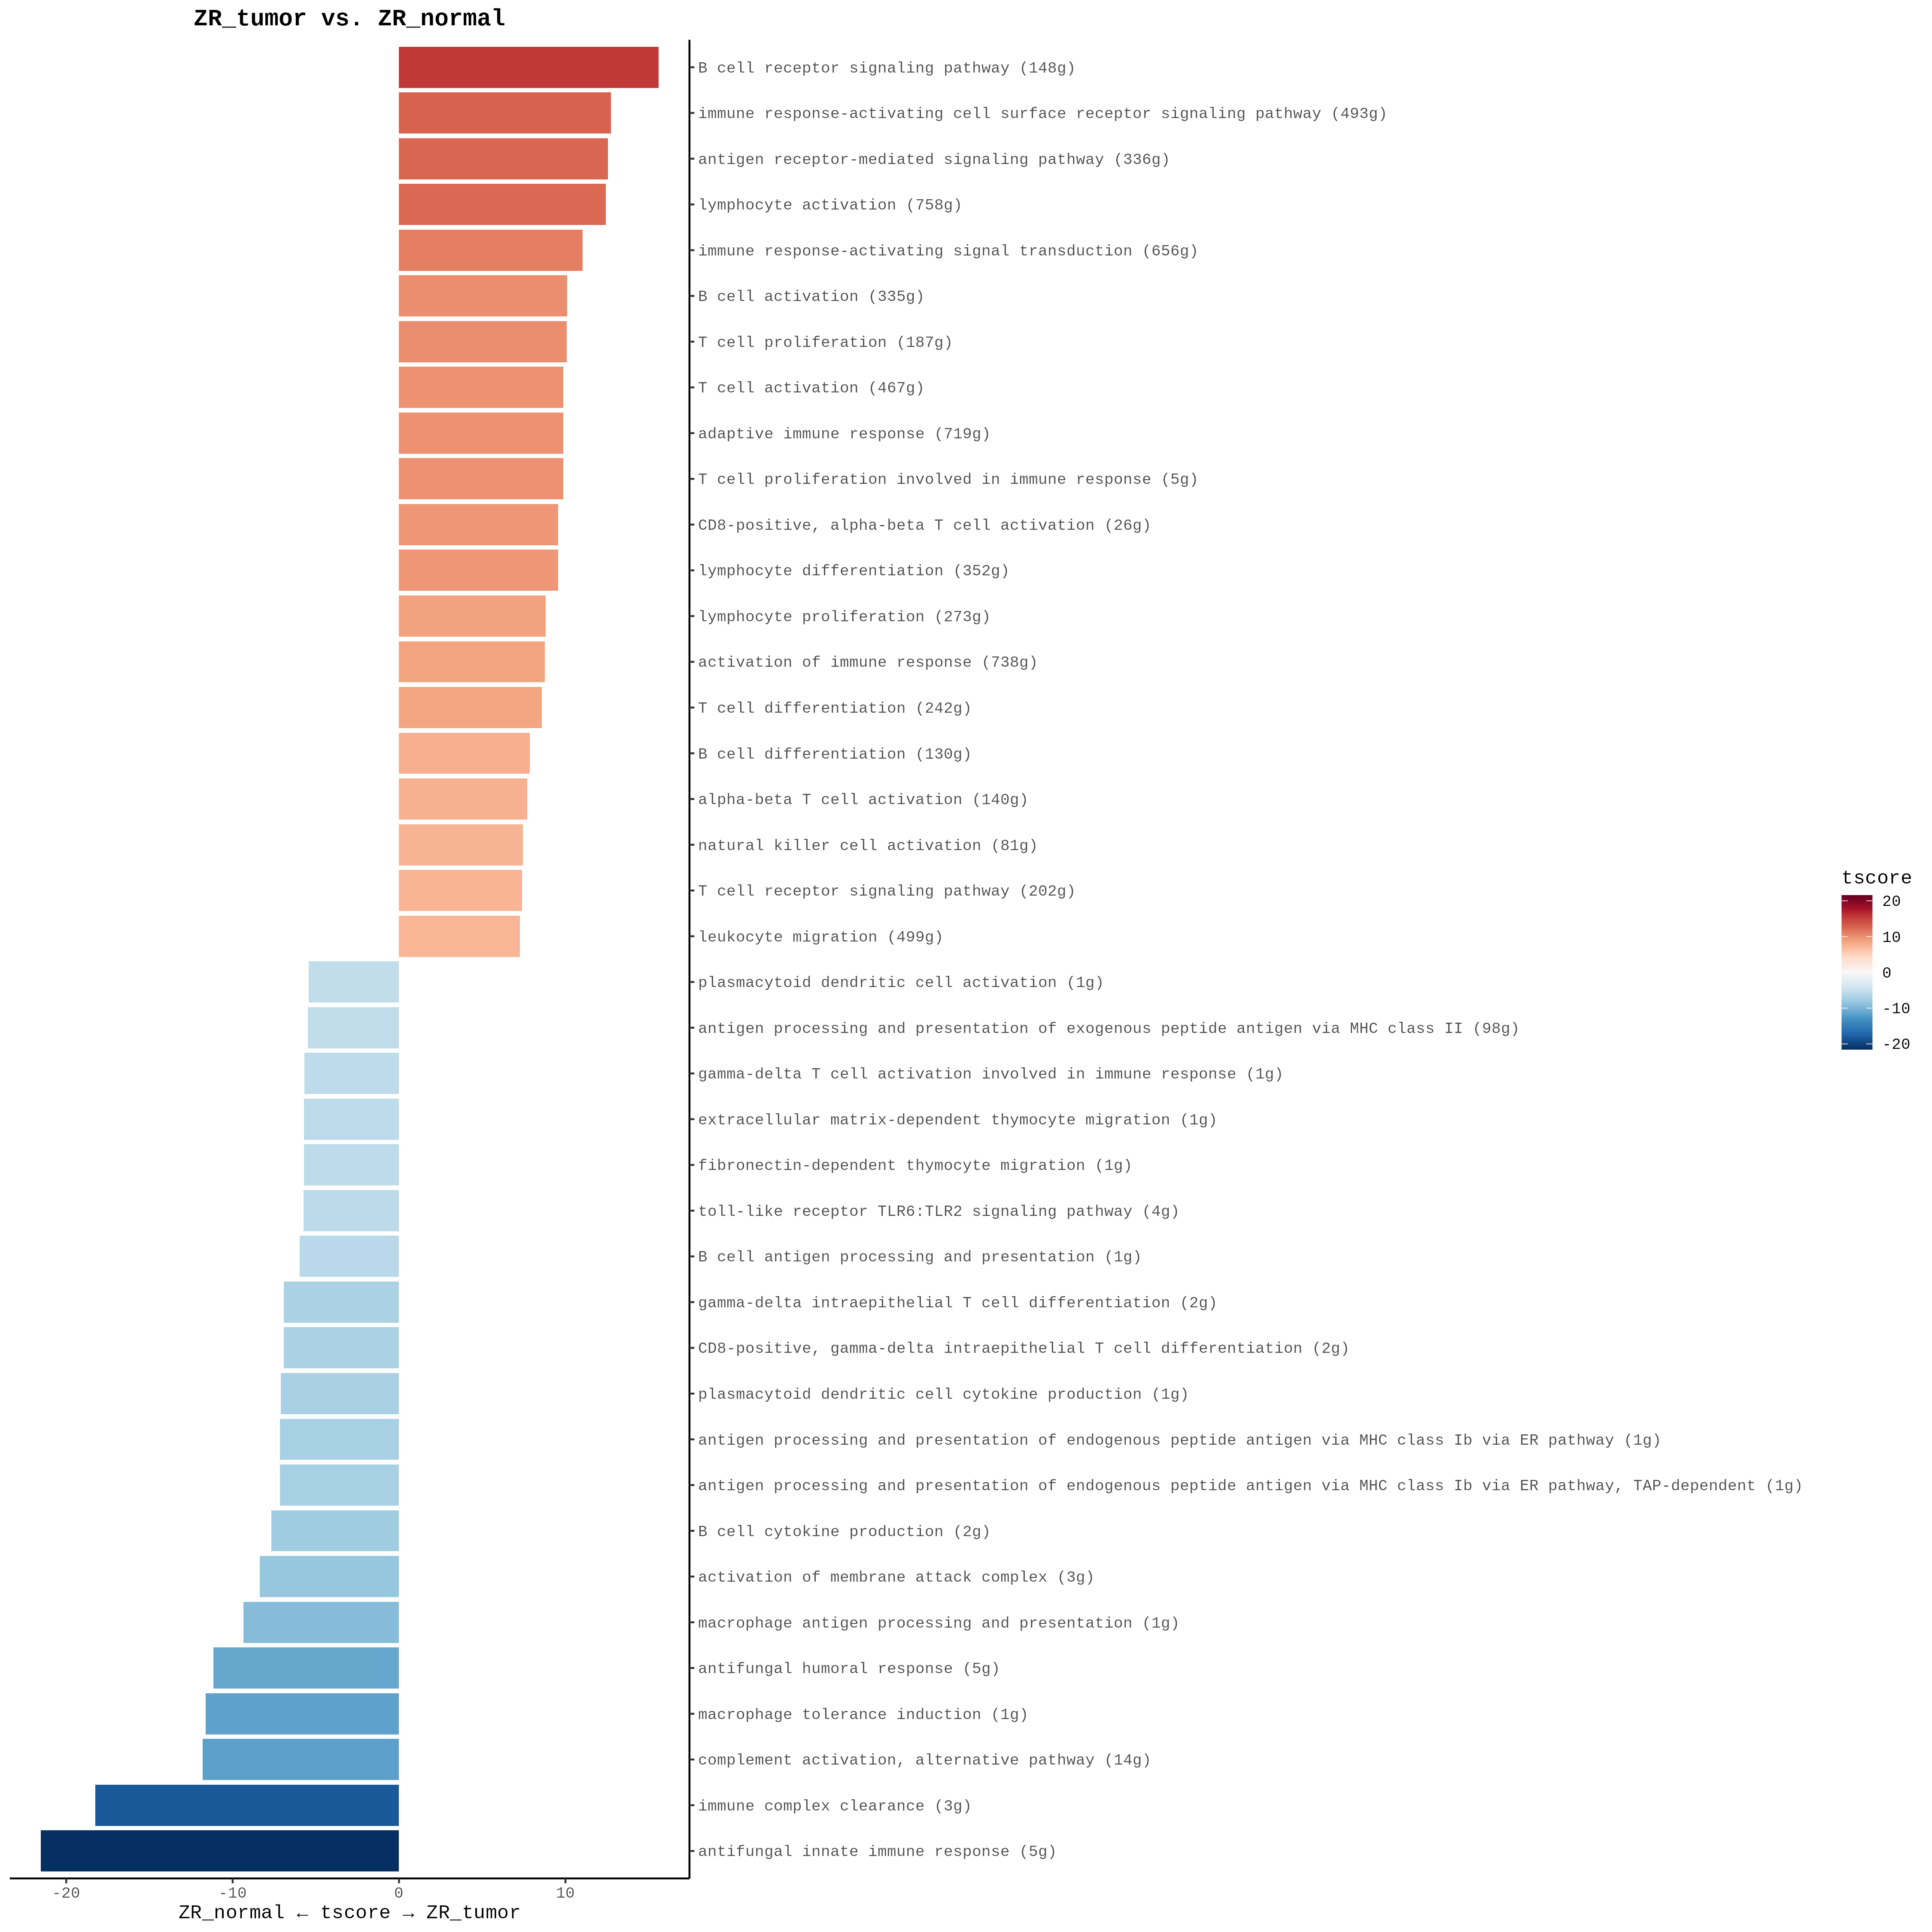 ZR_tumor vs. ZR_normal
B cell receptor signaling pathway (148g)
immune response-activating cell surface receptor signaling pathway (493g)
antigen receptor-mediated signaling pathway (336g)
lymphocyte activation (758g)
immune response-activating signal transduction (656g)
B cell activation (335g)
T cell proliferation (187g)
T cell activation (467g)
adaptive immune response (719g)
T cell proliferation involved in immune response (5g)
CD8-positive, alpha-beta T cell activation (26g)
lymphocyte differentiation (352g)
lymphocyte proliferation (273g)
activation of immune response (738g)
T cell differentiation (242g)
B cell differentiation (130g)
alpha-beta T cell activation (140g)
natural killer cell activation (81g)
T cell receptor signaling pathway (202g)
leukocyte migration (499g)
plasmacytoid dendritic cell activation (1g)
antigen processing and presentation of exogenous peptide antigen via MHC class II (98g)
gamma-delta T cell activation involved in immune response (1g)
extracellular matrix-dependent thymocyte migration (1g)
fibronectin-dependent thymocyte migration (1g)
toll-like receptor TLR6:TLR2 signaling pathway (4g)
B cell antigen processing and presentation (1g)
gamma-delta intraepithelial T cell differentiation (2g)
CD8-positive, gamma-delta intraepithelial T cell differentiation (2g)
plasmacytoid dendritic cell cytokine production (1g)
antigen processing and presentation of endogenous peptide antigen via MHC class Ib via ER pathway (1g)
antigen processing and presentation of endogenous peptide antigen via MHC class Ib via ER pathway, TAP-dependent (1g)
B cell cytokine production (2g)
activation of membrane attack complex (3g)
macrophage antigen processing and presentation (1g)
antifungal humoral response (5g)
macrophage tolerance induction (1g)
complement activation, alternative pathway (14g)
immune complex clearance (3g)
antifungal innate immune response (5g)
-20 -10 0 10
ZR_normal ← tscore → ZR_tumor
tscore
20
10
0
-10
-20